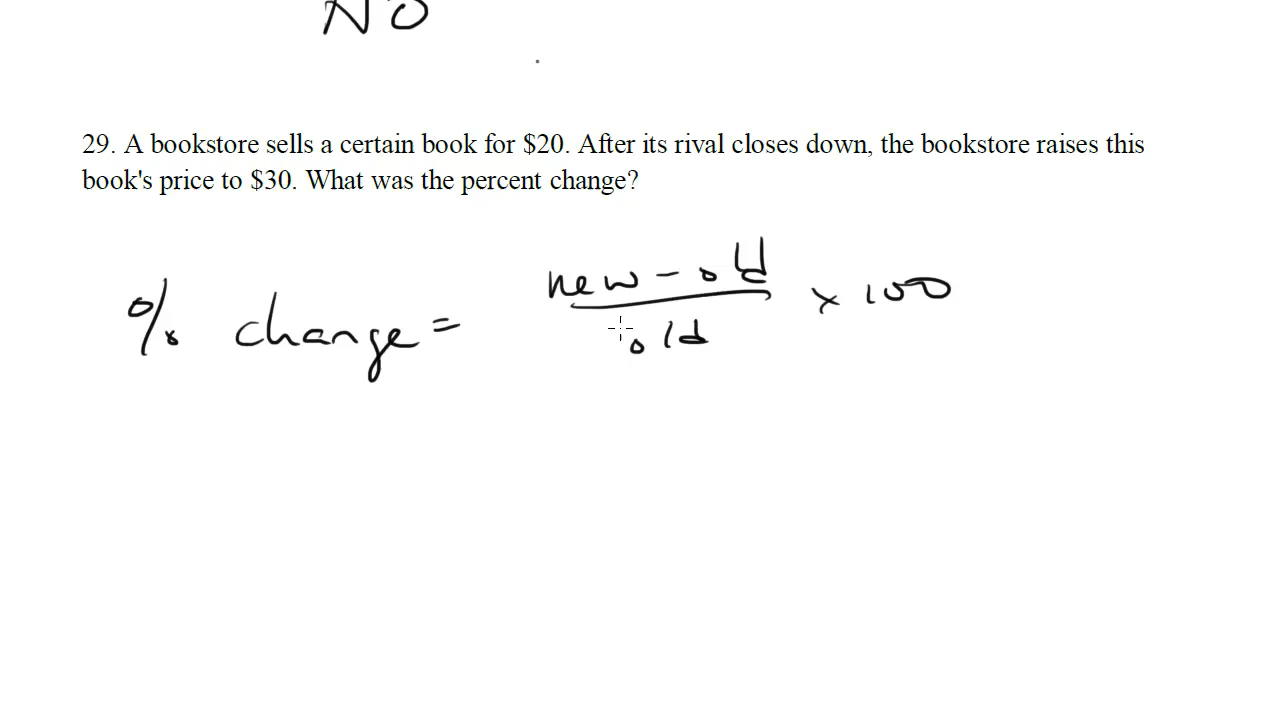 NO
29. A bookstore sells a certain book for $20. After its rival closes down, the bookstore raises this
book's price to $30. What was the percent change?
% change = new - old / old x 100